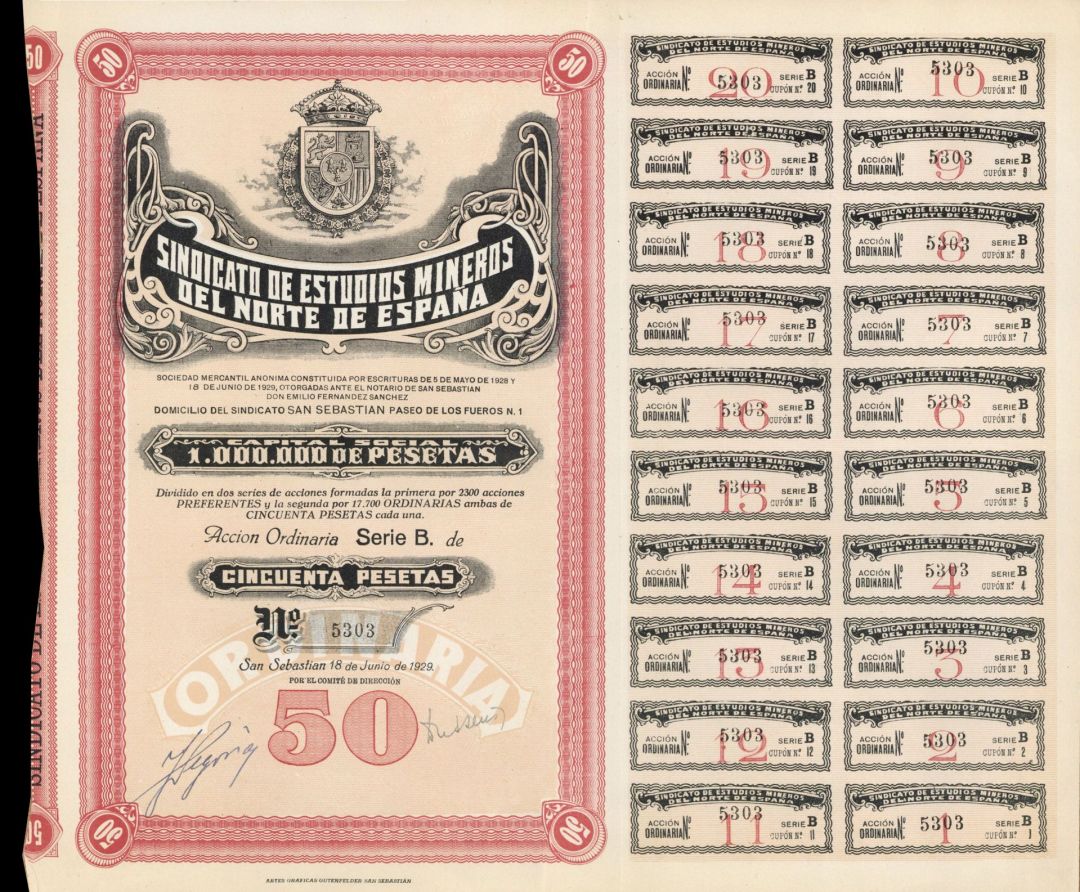 50
50
50
SINDICATO DE ESTUDIOS MINEROS
DEL NORTE DE ESPAÑA
SOCIEDAD MERCANTIL ANONIMA CONSTITUIDA POR ESCRITURAS DE 5 DE MAYO DE 1928 Y
18 DE JUNIO DE 1929, OTORGADAS ANTE EL NOTARIO DE SAN SEBASTIAN
DON EMILIO FERNANDEZ SANCHEZ
DOMICILIO DEL SINDICATO SAN SEBASTIAN PASEO DE LOS FUEROS N. 1
CAPITAL SOCIAL
1.000.000 DE PESETAS
Dividido en dos series de acciones formadas la primera por 2300 acciones
PREFERENTES y la segunda por 17.700 ORDINARIAS ambas de
CINCUENTA PESETAS cada una.
Accion Ordinaria Serie B. de
CINCUENTA PESETAS
Nº 5303
ORDINARIA
San Sebastian 18 de Junio de 1929.
POR EL COMITÉ DE DIRECCIÓN
50
50
50
50
SINDICATO DE
ARTES GRAFICAS GUTENFELDER SAN SEBASTIÁN
SINDICATO DE ESTUDIOS MINEROS
DEL NORTE DE ESPAÑA
20
ACCIÓN
ORDINARIA Nº 5303 SERIE B
CUPÓN N.º 20
SINDICATO DE ESTUDIOS MINEROS
DEL NORTE DE ESPAÑA
10
ACCIÓN
ORDINARIA Nº 5303 SERIE B
CUPÓN N.º 10
SINDICATO DE ESTUDIOS MINEROS
DEL NORTE DE ESPAÑA
19
ACCIÓN
ORDINARIA Nº 5303 SERIE B
CUPÓN N.º 19
SINDICATO DE ESTUDIOS MINEROS
DEL NORTE DE ESPAÑA
9
ACCIÓN
ORDINARIA Nº 5303 SERIE B
CUPÓN N.º 9
SINDICATO DE ESTUDIOS MINEROS
DEL NORTE DE ESPAÑA
18
ACCIÓN
ORDINARIA Nº 5303 SERIE B
CUPÓN N.º 18
SINDICATO DE ESTUDIOS MINEROS
DEL NORTE DE ESPAÑA
8
ACCIÓN
ORDINARIA Nº 5303 SERIE B
CUPÓN N.º 8
SINDICATO DE ESTUDIOS MINEROS
DEL NORTE DE ESPAÑA
17
ACCIÓN
ORDINARIA Nº 5303 SERIE B
CUPÓN N.º 17
SINDICATO DE ESTUDIOS MINEROS
DEL NORTE DE ESPAÑA
7
ACCIÓN
ORDINARIA Nº 5303 SERIE B
CUPÓN N.º 7
SINDICATO DE ESTUDIOS MINEROS
DEL NORTE DE ESPAÑA
16
ACCIÓN
ORDINARIA Nº 5303 SERIE B
CUPÓN N.º 16
SINDICATO DE ESTUDIOS MINEROS
DEL NORTE DE ESPAÑA
6
ACCIÓN
ORDINARIA Nº 5303 SERIE B
CUPÓN N.º 6
SINDICATO DE ESTUDIOS MINEROS
DEL NORTE DE ESPAÑA
15
ACCIÓN
ORDINARIA Nº 5303 SERIE B
CUPÓN N.º 15
SINDICATO DE ESTUDIOS MINEROS
DEL NORTE DE ESPAÑA
5
ACCIÓN
ORDINARIA Nº 5303 SERIE B
CUPÓN N.º 5
SINDICATO DE ESTUDIOS MINEROS
DEL NORTE DE ESPAÑA
14
ACCIÓN
ORDINARIA Nº 5303 SERIE B
CUPÓN N.º 14
SINDICATO DE ESTUDIOS MINEROS
DEL NORTE DE ESPAÑA
4
ACCIÓN
ORDINARIA Nº 5303 SERIE B
CUPÓN N.º 4
SINDICATO DE ESTUDIOS MINEROS
DEL NORTE DE ESPAÑA
13
ACCIÓN
ORDINARIA Nº 5303 SERIE B
CUPÓN N.º 13
SINDICATO DE ESTUDIOS MINEROS
DEL NORTE DE ESPAÑA
3
ACCIÓN
ORDINARIA Nº 5303 SERIE B
CUPÓN N.º 3
SINDICATO DE ESTUDIOS MINEROS
DEL NORTE DE ESPAÑA
12
ACCIÓN
ORDINARIA Nº 5303 SERIE B
CUPÓN N.º 12
SINDICATO DE ESTUDIOS MINEROS
DEL NORTE DE ESPAÑA
2
ACCIÓN
ORDINARIA Nº 5303 SERIE B
CUPÓN N.º 2
SINDICATO DE ESTUDIOS MINEROS
DEL NORTE DE ESPAÑA
11
ACCIÓN
ORDINARIA Nº 5303 SERIE B
CUPÓN N.º 11
SINDICATO DE ESTUDIOS MINEROS
DEL NORTE DE ESPAÑA
1
ACCIÓN
ORDINARIA Nº 5303 SERIE B
CUPÓN N.º 1